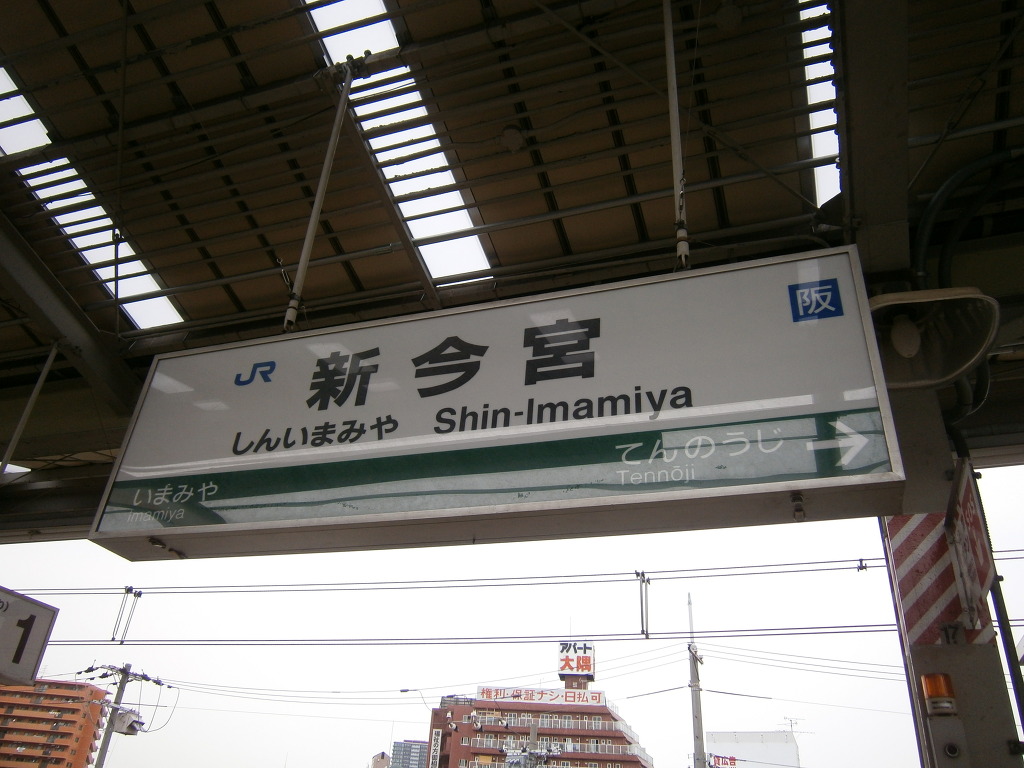 阪
JR 新今宮
しんいまみや Shin-Imamiya
てんのうじ
Tennōji
いまみや
Imamiya
1
17
アパート
大隅
権利・保証ナシ・日払可